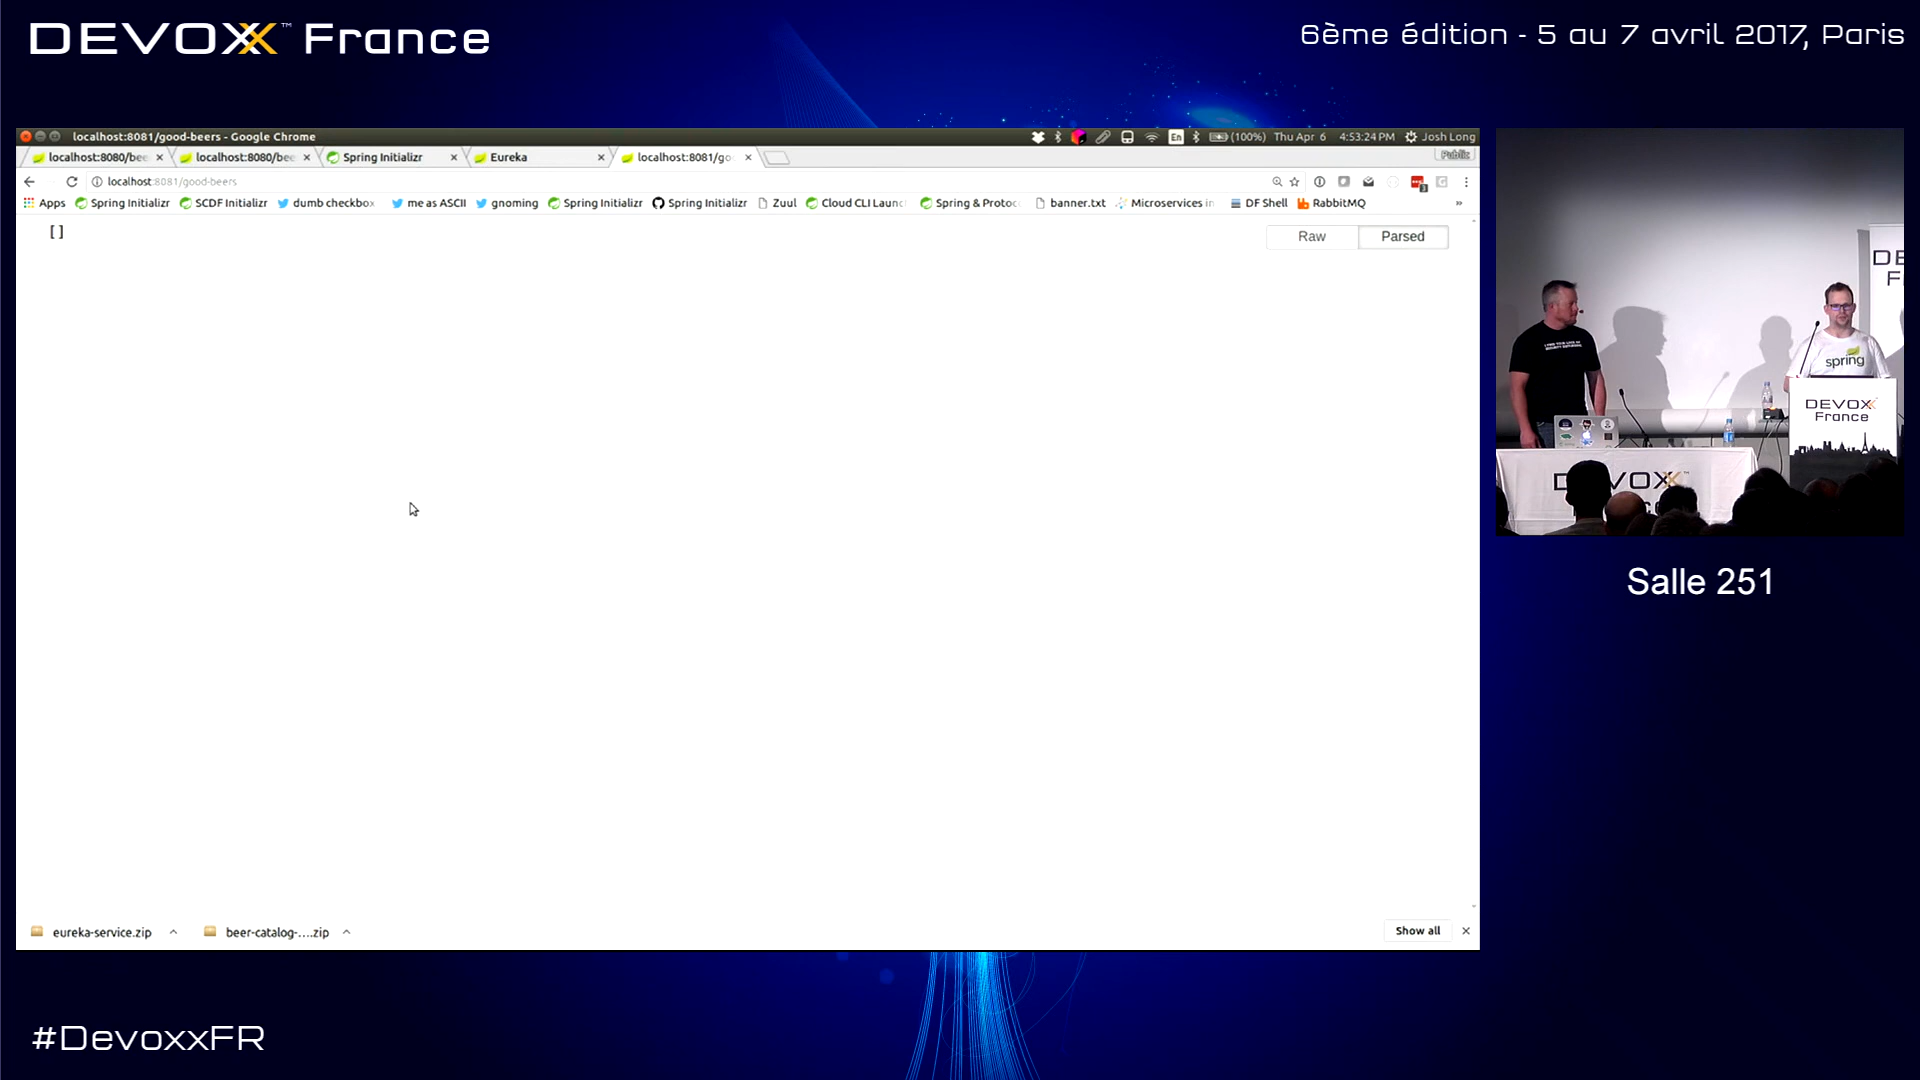 DEVOXX™ France
6ème édition - 5 au 7 avril 2017, Paris
localhost:8081/good-beers - Google Chrome
En
(100%) Thu Apr 6 4:53:24 PM Josh Long
localhost:8080/bee
localhost:8080/bee
Spring Initializr
Eureka
localhost:8081/go
Public
localhost:8081/good-beers
Apps
Spring Initializr
SCDF Initializr
dumb checkbox
me as ASCII
gnoming
Spring Initializr
Spring Initializr
Zuul
Cloud CLI Launc
Spring & Protoc
banner.txt
Microservices in
DF Shell
RabbitMQ
»
[ ]
Raw
Parsed
spring
DEVOXX
France
Salle 251
eureka-service.zip
beer-catalog-....zip
Show all
#DevoxxFR